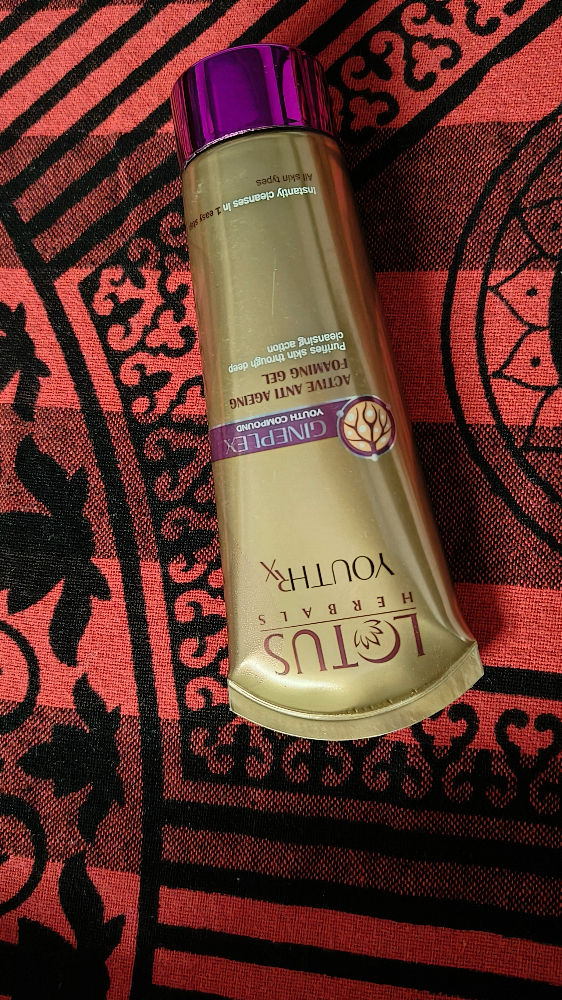 LOTUS
HERBALS
YOUTHRx
GINEPLEX
YOUTH COMPOUND
ACTIVE ANTI AGEING
FOAMING GEL
Purifies skin through deep
cleansing action
Instantly cleanses in 1 easy step
All skin types